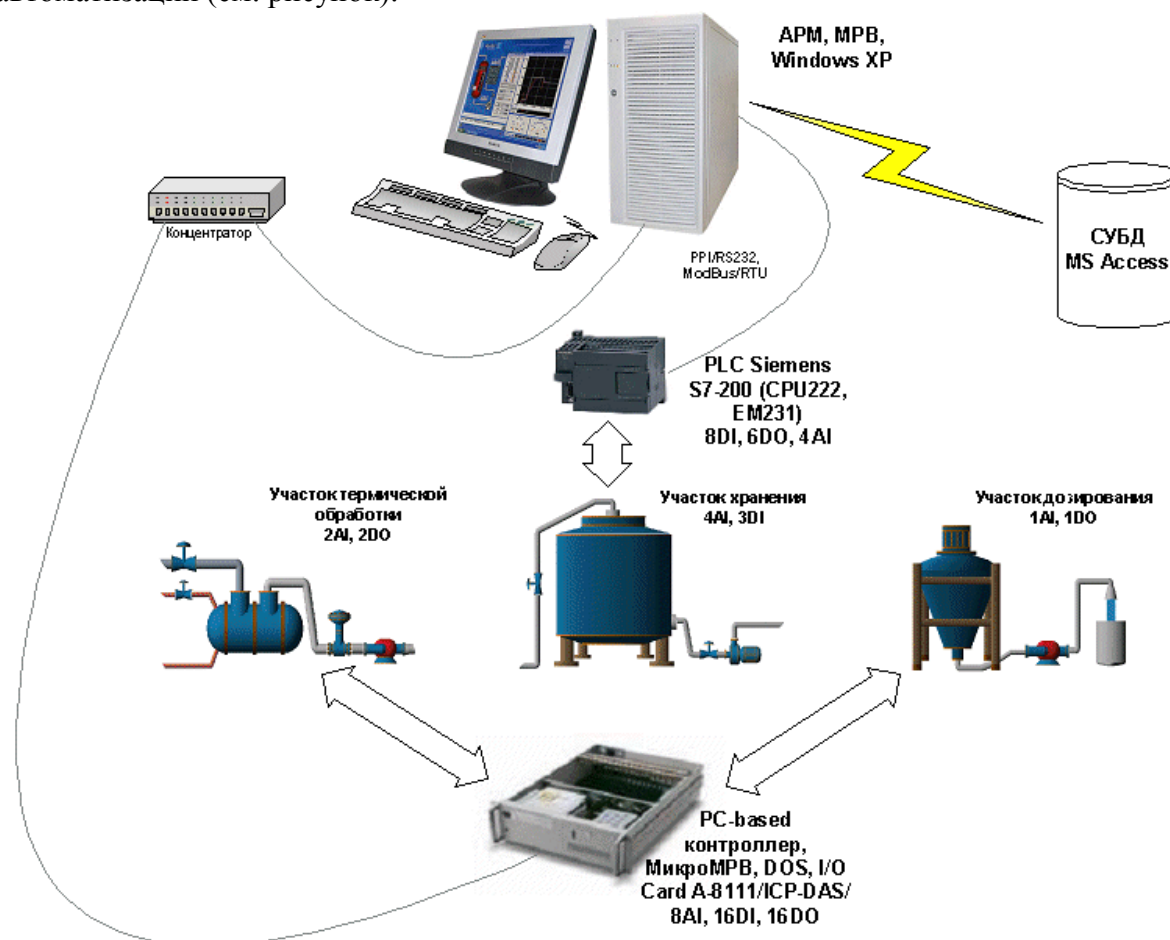 автоматизации (см. рисунок).
АРМ, МРВ,
Windows XP
Концентратор
PPI/RS232,
ModBus/RTU
СУБД
MS Access
PLC Siemens
S7-200 (CPU222,
EM231)
8DI, 6DO, 4AI
Участок термической
обработки
2AI, 2DO
Участок хранения
4AI, 3DI
Участок дозирования
1AI, 1DO
PC-based
контроллер,
МикроМРВ, DOS, I/O
Card A-8111/ICP-DAS/
8AI, 16DI, 16DO